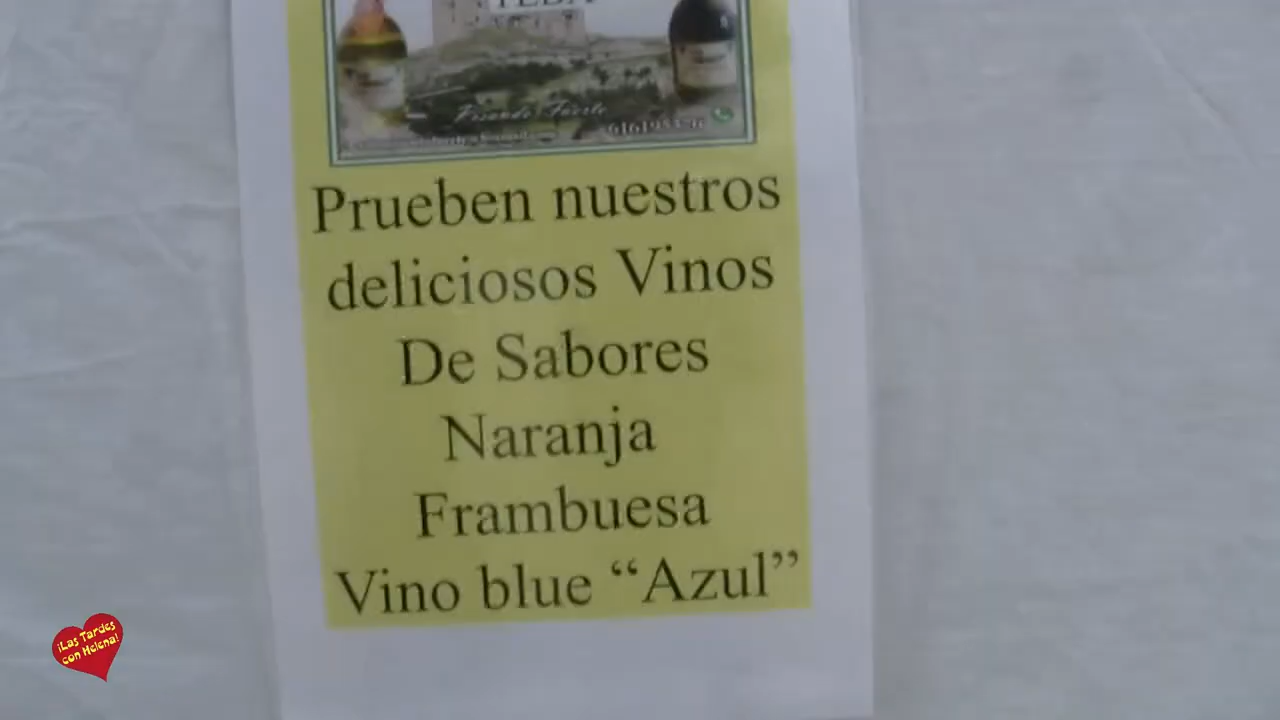 Prueben nuestros
deliciosos Vinos
De Sabores
Naranja
Frambuesa
Vino blue “Azul”
¡Las Tardes
con Helena!